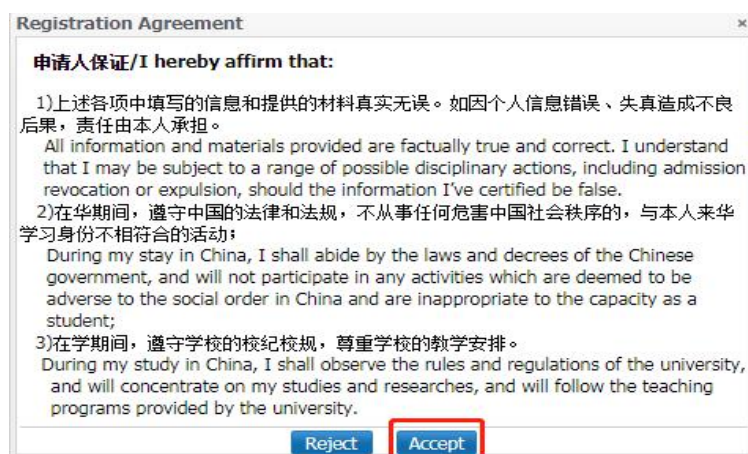 Registration Agreement ×
申请人保证/I hereby affirm that:
1)上述各项中填写的信息和提供的材料真实无误。如因个人信息错误、失真造成不良
后果，责任由本人承担。
All information and materials provided are factually true and correct. I understand
that I may be subject to a range of possible disciplinary actions, including admission
revocation or expulsion, should the information I've certified be false.
2)在华期间，遵守中国的法律和法规，不从事任何危害中国社会秩序的，与本人来华
学习身份不相符合的活动；
During my stay in China, I shall abide by the laws and decrees of the Chinese
government, and will not participate in any activities which are deemed to be
adverse to the social order in China and are inappropriate to the capacity as a
student;
3)在学期间，遵守学校的校纪校规，尊重学校的教学安排。
During my study in China, I shall observe the rules and regulations of the university,
and will concentrate on my studies and researches, and will follow the teaching
programs provided by the university.
Reject Accept